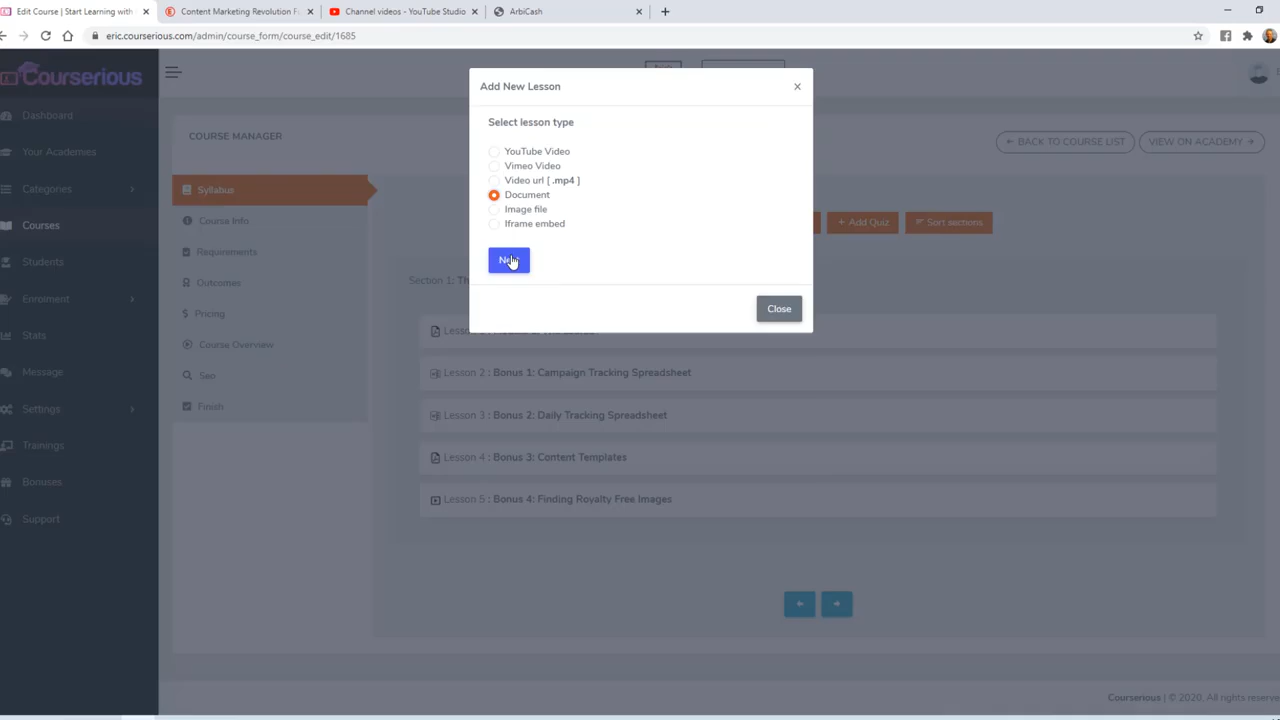 Edit Course | Start Learning with
Content Marketing Revolution F
Channel videos - YouTube Studio
ArbiCash
eric.courserious.com/admin/course_form/course_edit/1685
Courserious
Dashboard
Your Academies
Categories
Courses
Students
Enrolment
Stats
Message
Settings
Trainings
Bonuses
Support
COURSE MANAGER
← BACK TO COURSE LIST
VIEW ON ACADEMY →
Syllabus
Course Info
Requirements
Outcomes
Pricing
Course Overview
Seo
Finish
Add New Lesson
×
Select lesson type
YouTube Video
Vimeo Video
Video url [ .mp4 ]
Document
Image file
Iframe embed
Close
+ Add Quiz
Sort sections
Section 1:
Lesson
Lesson 2 : Bonus 1: Campaign Tracking Spreadsheet
Lesson 3 : Bonus 2: Daily Tracking Spreadsheet
Lesson 4 : Bonus 3: Content Templates
Lesson 5 : Bonus 4: Finding Royalty Free Images
Courserious | © 2020, All rights reserve